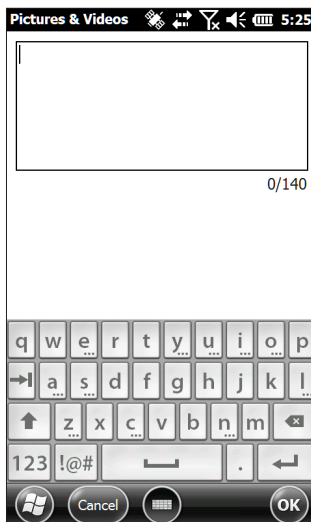 Pictures & Videos 5:25
0/140
q w e r t y u i o p
a s d f g h j k l
z x c v b n m
123 !@# .
Cancel OK